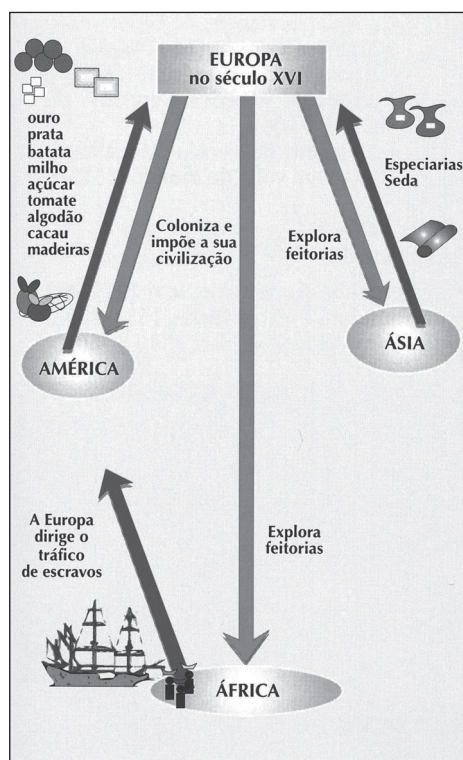 EUROPA
no século XVI
ouro
prata
batata
milho
açúcar
tomate
algodão
cacau
madeiras
Coloniza e
impõe a sua
civilização
Explora
feitorias
Especiarias
Seda
AMÉRICA
ÁSIA
A Europa
dirige o
tráfico
de escravos
Explora
feitorias
ÁFRICA